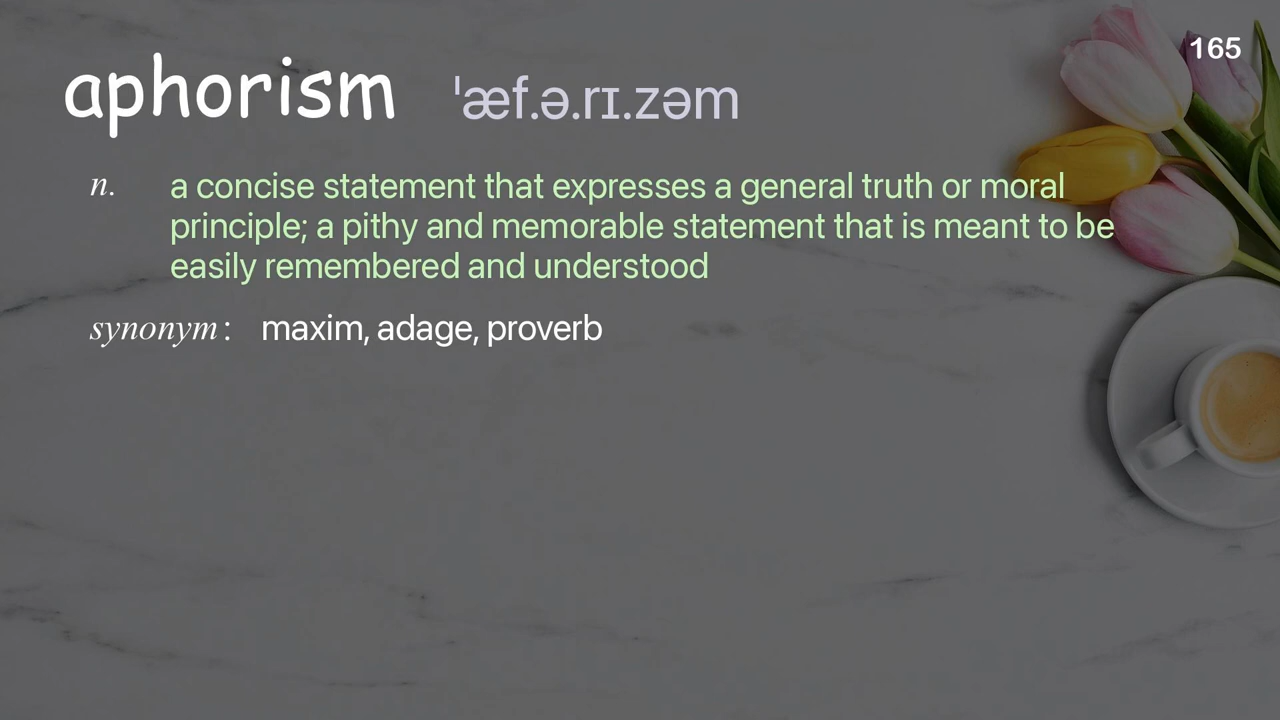 165
aphorism ˈæf.ə.rɪ.zəm
n. a concise statement that expresses a general truth or moral
principle; a pithy and memorable statement that is meant to be
easily remembered and understood
synonym: maxim, adage, proverb